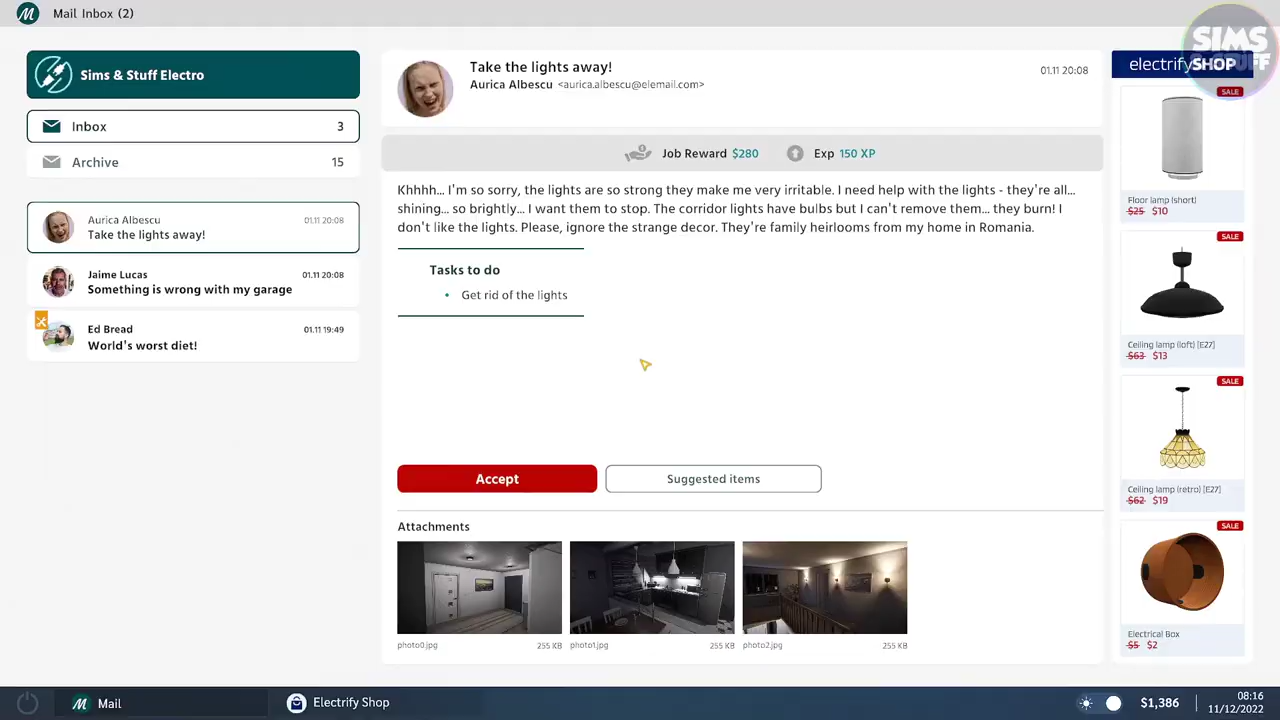 Mail Inbox (2)
Sims & Stuff Electro
Inbox 3
Archive 15
Aurica Albescu 01.11 20:08
Take the lights away!
Jaime Lucas 01.11 20:08
Something is wrong with my garage
Ed Bread 01.11 19:49
World's worst diet!
Take the lights away!
Aurica Albescu <aurica.albescu@elemail.com>
01.11 20:08
Job Reward $280 Exp 150 XP
Khhhh... I'm so sorry, the lights are so strong they make me very irritable. I need help with the lights - they're all...
shining... so brightly... I want them to stop. The corridor lights have bulbs but I can't remove them... they burn! I
don't like the lights. Please, ignore the strange decor. They're family heirlooms from my home in Romania.
Tasks to do
• Get rid of the lights
Accept
Suggested items
Attachments
photo0.jpg 255 KB
photo1.jpg 255 KB
photo2.jpg 255 KB
SIMS
& STUFF
electrifySHOP
SALE
Floor lamp (short)
$25 $10
SALE
Ceiling lamp (loft) [E27]
$63 $13
SALE
Ceiling lamp (retro) [E27]
$62 $19
SALE
Electrical Box
$5 $2
Mail
Electrify Shop
$1,386
08:16
11/12/2022